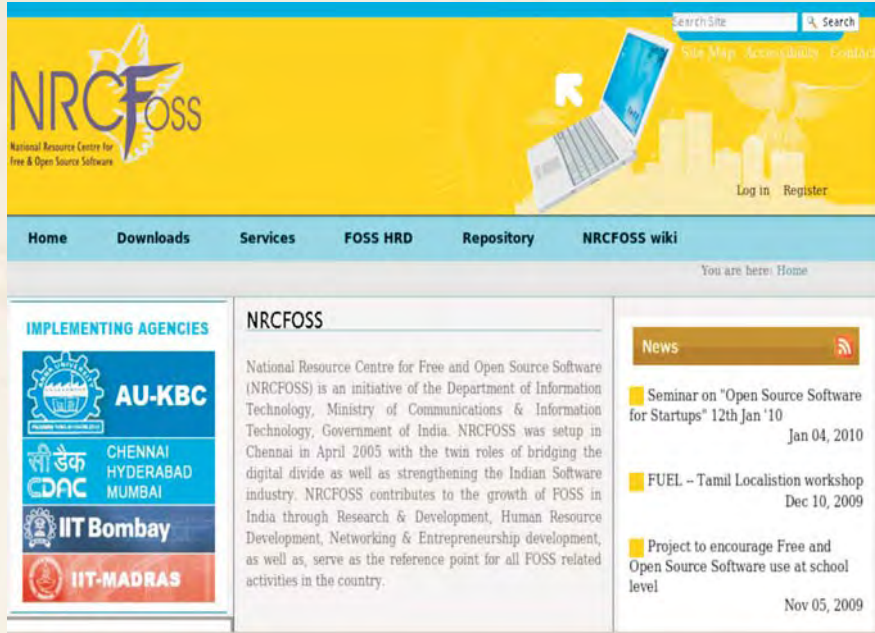 Search Site
Search
Site Map Accessibility Contact
NRCFOSS
National Resource Centre for
Free & Open Source Software
Log in Register
Home Downloads Services FOSS HRD Repository NRCFOSS wiki
You are here: Home
IMPLEMENTING AGENCIES
AU-KBC
सी डैक
CDAC
CHENNAI
HYDERABAD
MUMBAI
IIT Bombay
IIT-MADRAS
NRCFOSS
National Resource Centre for Free and Open Source Software
(NRCFOSS) is an initiative of the Department of Information
Technology, Ministry of Communications & Information
Technology, Government of India. NRCFOSS was setup in
Chennai in April 2005 with the twin roles of bridging the
digital divide as well as strengthening the Indian Software
industry. NRCFOSS contributes to the growth of FOSS in
India through Research & Development, Human Resource
Development, Networking & Entrepreneurship development,
as well as, serve as the reference point for all FOSS related
activities in the country.
News
Seminar on "Open Source Software
for Startups" 12th Jan '10
Jan 04, 2010
FUEL – Tamil Localistion workshop
Dec 10, 2009
Project to encourage Free and
Open Source Software use at school
level
Nov 05, 2009